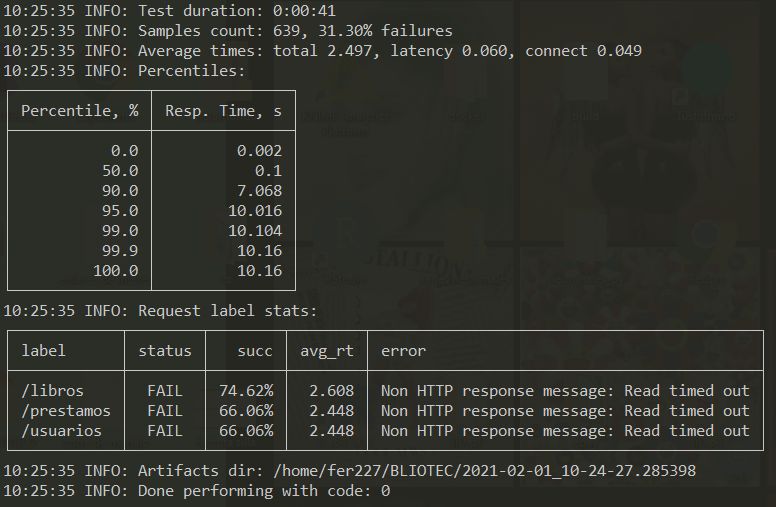 10:25:35 INFO: Test duration: 0:00:41
10:25:35 INFO: Samples count: 639, 31.30% failures
10:25:35 INFO: Average times: total 2.497, latency 0.060, connect 0.049
10:25:35 INFO: Percentiles:
Percentile, % Resp. Time, s
0.0 0.002
50.0 0.1
90.0 7.068
95.0 10.016
99.0 10.104
99.9 10.16
100.0 10.16
10:25:35 INFO: Request label stats:
label status succ avg_rt error
/libros FAIL 74.62% 2.608 Non HTTP response message: Read timed out
/prestamos FAIL 66.06% 2.448 Non HTTP response message: Read timed out
/usuarios FAIL 66.06% 2.448 Non HTTP response message: Read timed out
10:25:35 INFO: Artifacts dir: /home/fer227/BLIOTEC/2021-02-01_10-24-27.285398
10:25:35 INFO: Done performing with code: 0